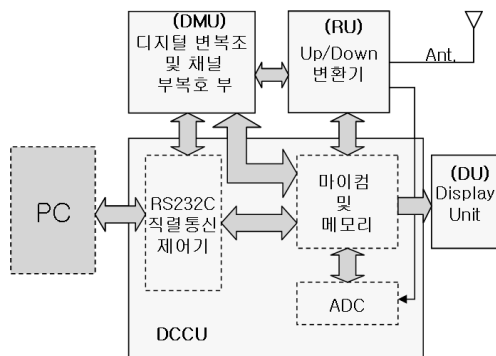 (DMU)
디지털 변복조
및 채널
부복호 부
(RU)
Up/Down
변환기
Ant.
PC
RS232C
직렬통신
제어기
마이컴
및
메모리
(DU)
Display
Unit
ADC
DCCU